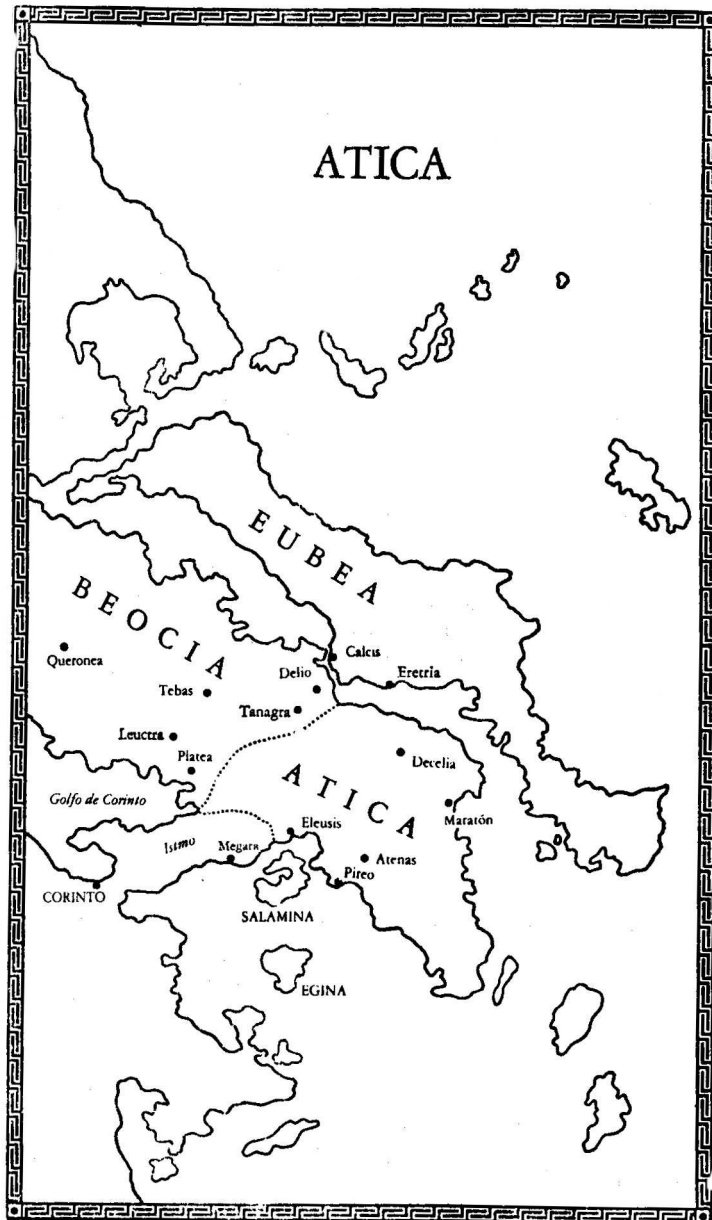 ATICA
EUBEA
BEOCIA
Calcis
Queronea
Eretria
Delio
Tebas
Tanagra
Leuctra
Decelia
Platea
ATICA
Golfo de Corinto
Maratón
Eleusis
Istmo
Megara
Atenas
Pireo
CORINTO
SALAMINA
EGINA